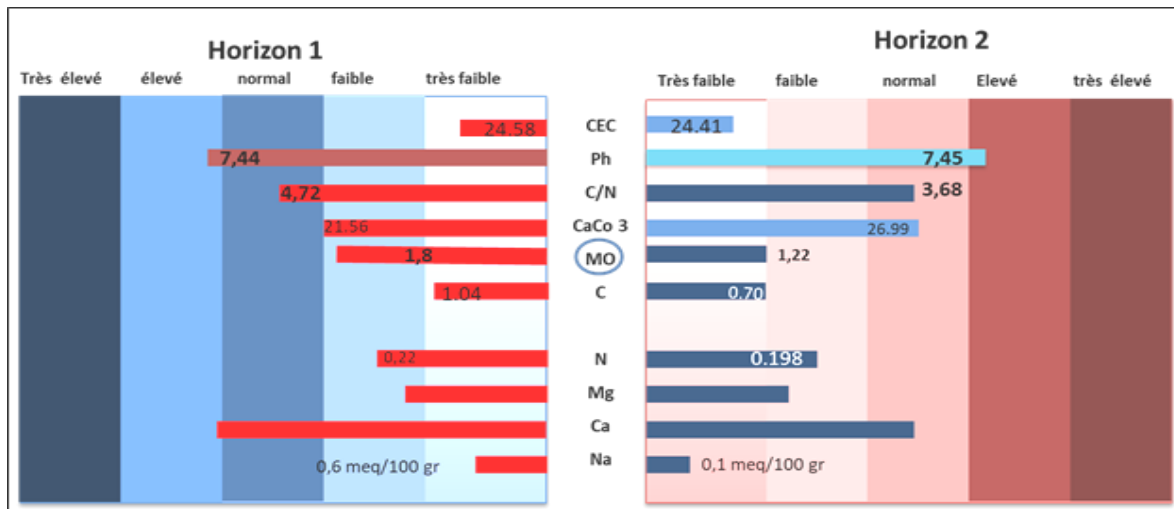 Horizon 1
Horizon 2
Très élevé élevé normal faible très faible
Très faible faible normal Elevé très élevé
24.58 CEC 24.41
7,44 Ph 7,45
4,72 C/N 3,68
21.56 CaCo 3 26.99
1,8 MO 1,22
1.04 C 0.70
0,22 N 0.198
Mg
Ca
0,6 meq/100 gr Na 0,1 meq/100 gr